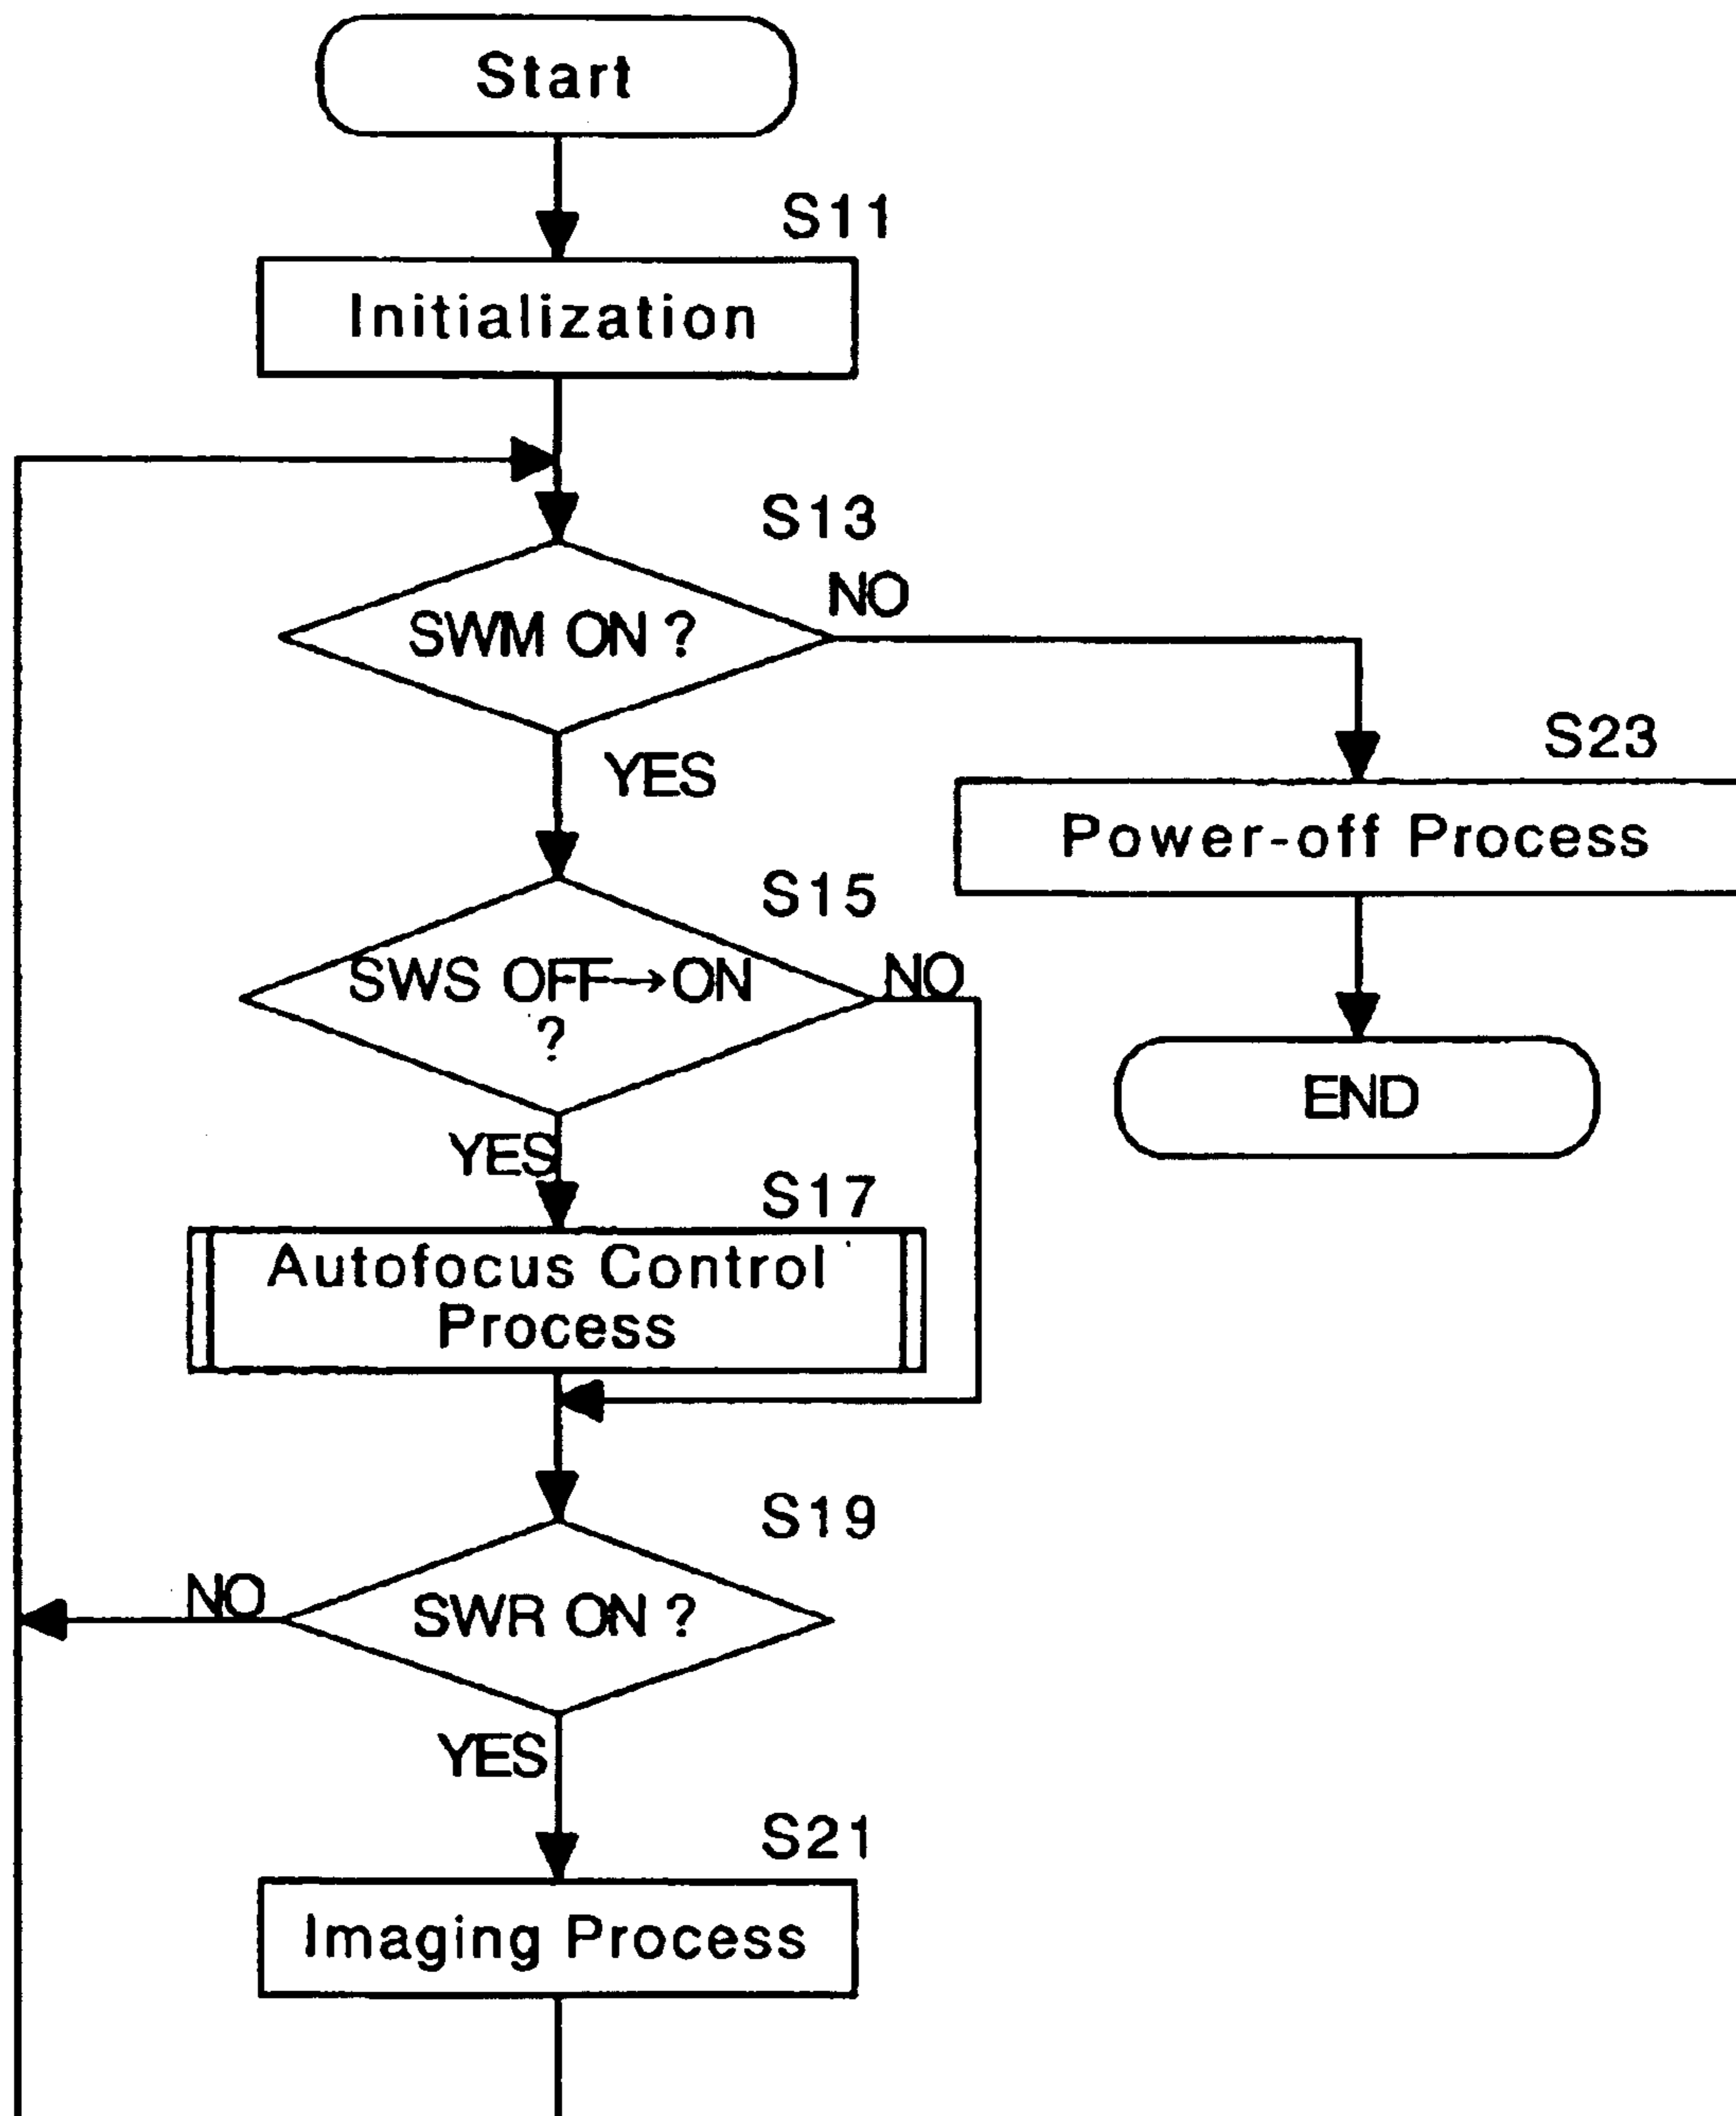 Start
S11
Initialization
S13
NO
SWM ON ?
YES
S23
Power-off Process
S15
NO
SWS OFF→ON
?
END
YES
S17
Autofocus Control
Process
S19
NO
SWR ON ?
YES
S21
Imaging Process